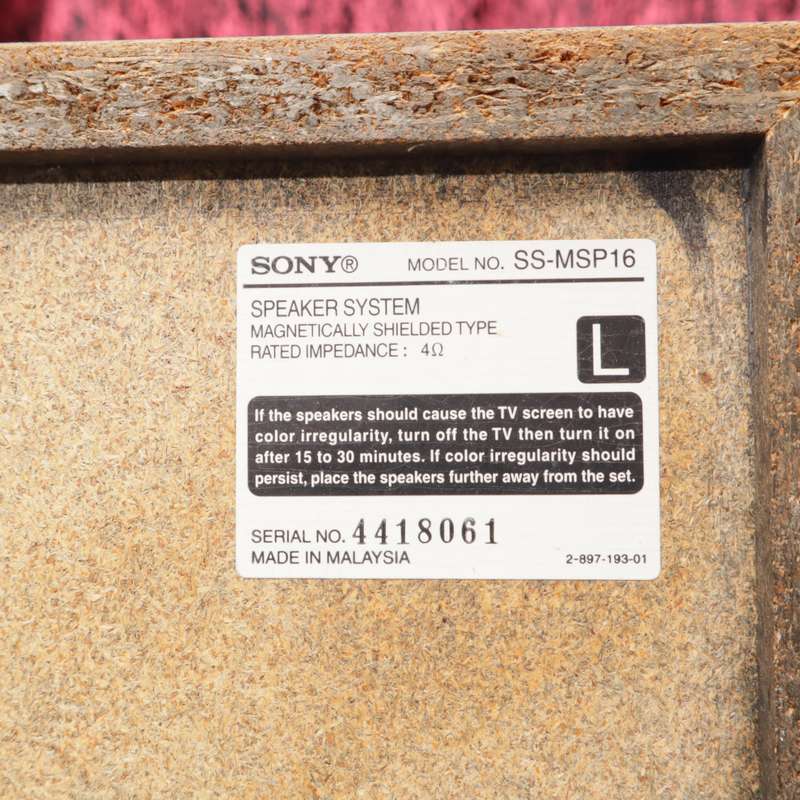 SONY® MODEL NO. SS-MSP16
SPEAKER SYSTEM
MAGNETICALLY SHIELDED TYPE
RATED IMPEDANCE : 4Ω
L
If the speakers should cause the TV screen to have
color irregularity, turn off the TV then turn it on
after 15 to 30 minutes. If color irregularity should
persist, place the speakers further away from the set.
SERIAL NO. 4418061
MADE IN MALAYSIA 2-897-193-01